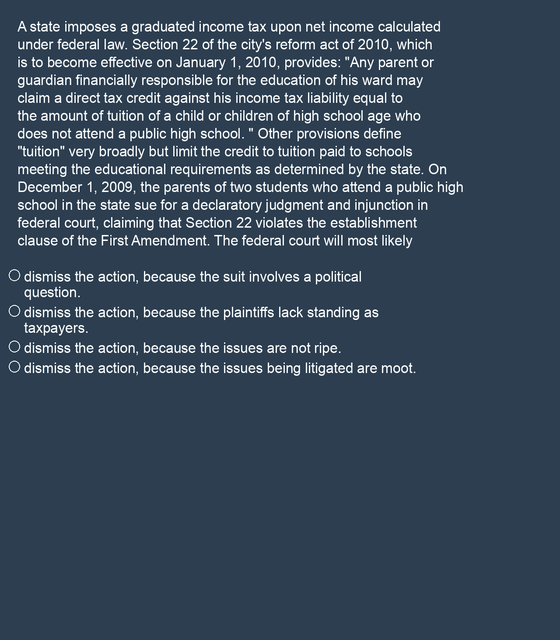 A state imposes a graduated income tax upon net income calculated
under federal law. Section 22 of the city's reform act of 2010, which
is to become effective on January 1, 2010, provides: "Any parent or
guardian financially responsible for the education of his ward may
claim a direct tax credit against his income tax liability equal to
the amount of tuition of a child or children of high school age who
does not attend a public high school. " Other provisions define
"tuition" very broadly but limit the credit to tuition paid to schools
meeting the educational requirements as determined by the state. On
December 1, 2009, the parents of two students who attend a public high
school in the state sue for a declaratory judgment and injunction in
federal court, claiming that Section 22 violates the establishment
clause of the First Amendment. The federal court will most likely
dismiss the action, because the suit involves a political
question.
dismiss the action, because the plaintiffs lack standing as
taxpayers.
dismiss the action, because the issues are not ripe.
dismiss the action, because the issues being litigated are moot.